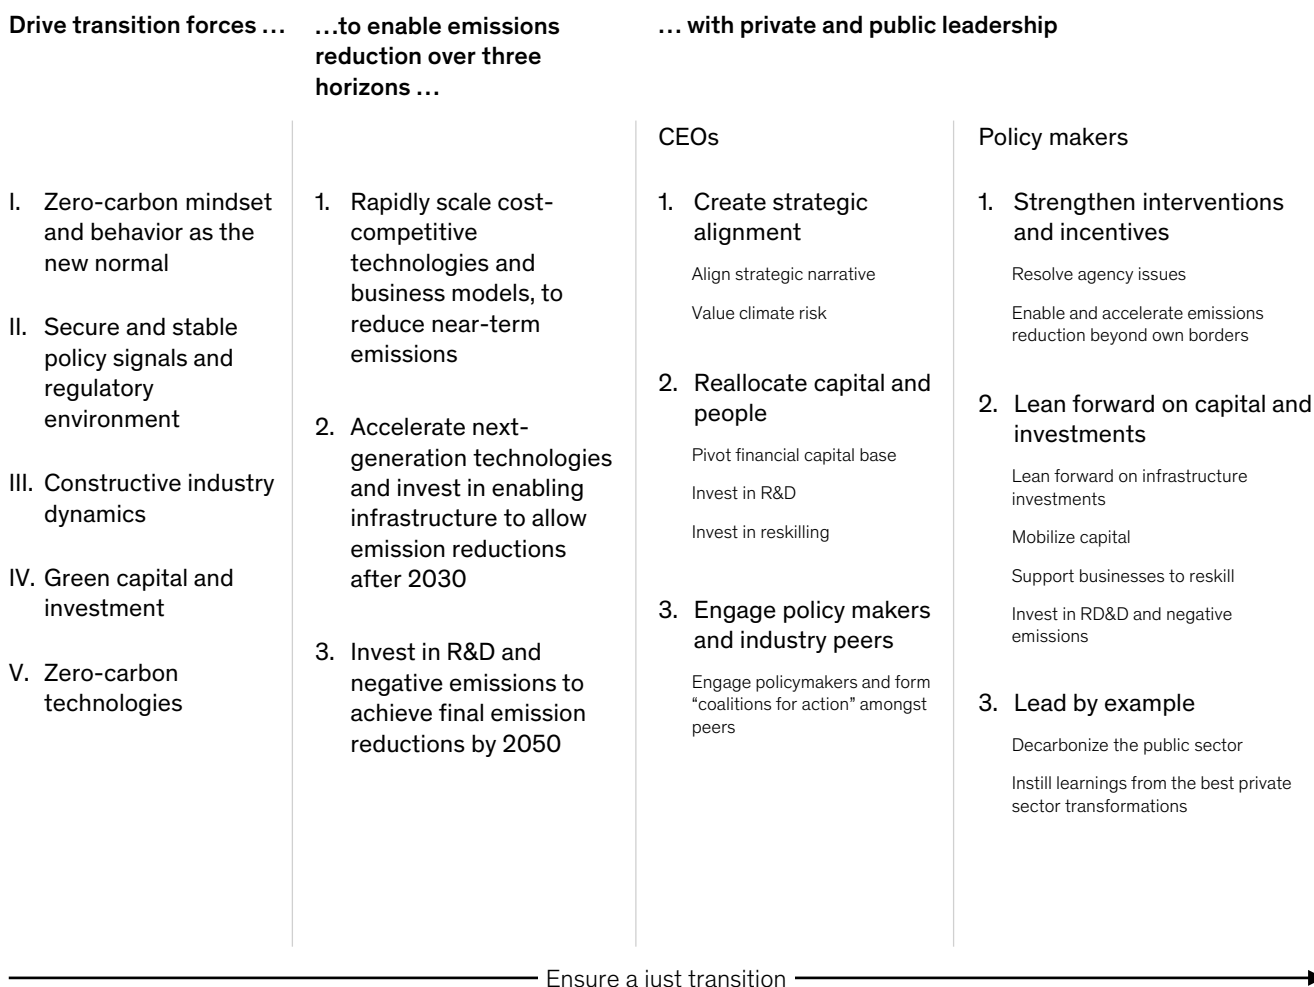 Drive transition forces …
…to enable emissions
reduction over three
horizons …
… with private and public leadership
I. Zero-carbon mindset
and behavior as the
new normal
II. Secure and stable
policy signals and
regulatory
environment
III. Constructive industry
dynamics
IV. Green capital and
investment
V. Zero-carbon
technologies
1. Rapidly scale cost-
competitive
technologies and
business models, to
reduce near-term
emissions
2. Accelerate next-
generation technologies
and invest in enabling
infrastructure to allow
emission reductions
after 2030
3. Invest in R&D and
negative emissions to
achieve final emission
reductions by 2050
CEOs
1. Create strategic
alignment
Align strategic narrative
Value climate risk
2. Reallocate capital and
people
Pivot financial capital base
Invest in R&D
Invest in reskilling
3. Engage policy makers
and industry peers
Engage policymakers and form
“coalitions for action” amongst
peers
Policy makers
1. Strengthen interventions
and incentives
Resolve agency issues
Enable and accelerate emissions
reduction beyond own borders
2. Lean forward on capital and
investments
Lean forward on infrastructure
investments
Mobilize capital
Support businesses to reskill
Invest in RD&D and negative
emissions
3. Lead by example
Decarbonize the public sector
Instill learnings from the best private
sector transformations
Ensure a just transition